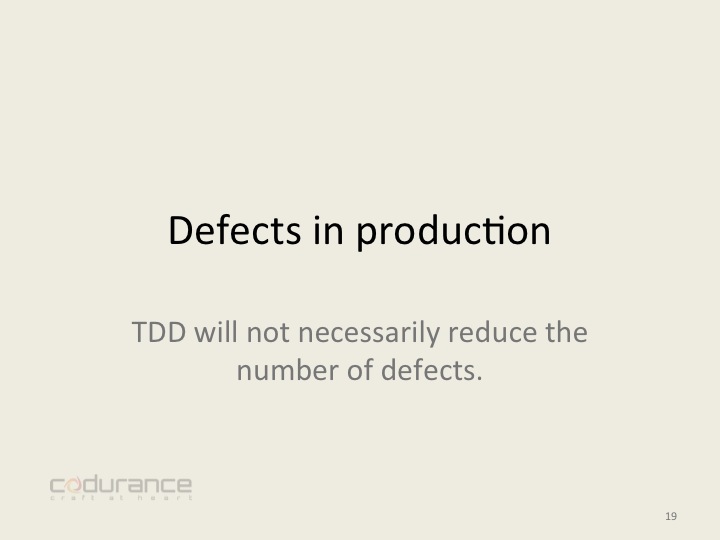 Defects in production
TDD will not necessarily reduce the
number of defects.
codurance
craft at heart
19